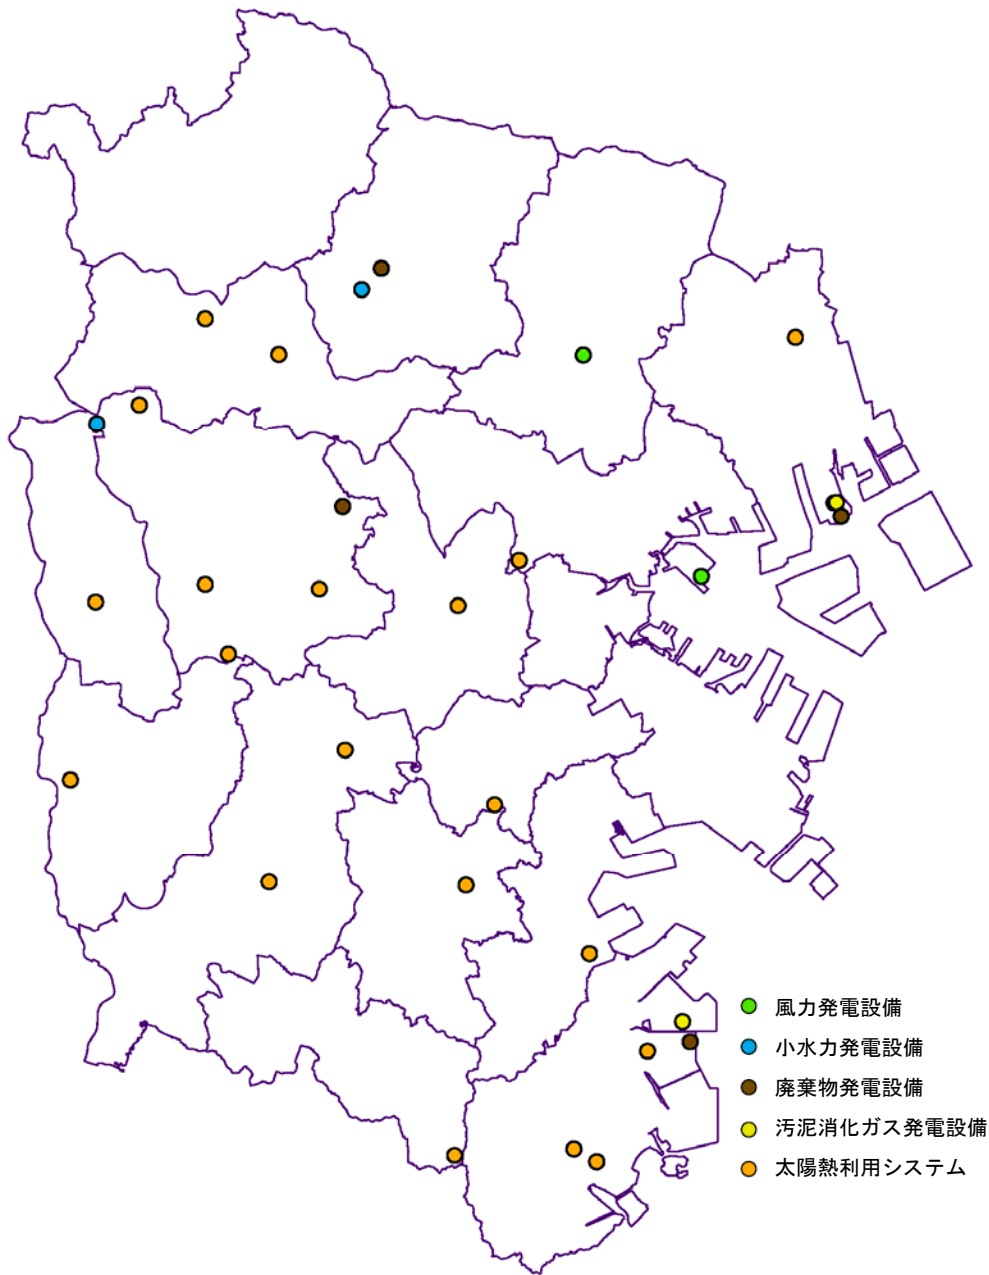 風力発電設備
小水力発電設備
廃棄物発電設備
汚泥消化ガス発電設備
太陽熱利用システム